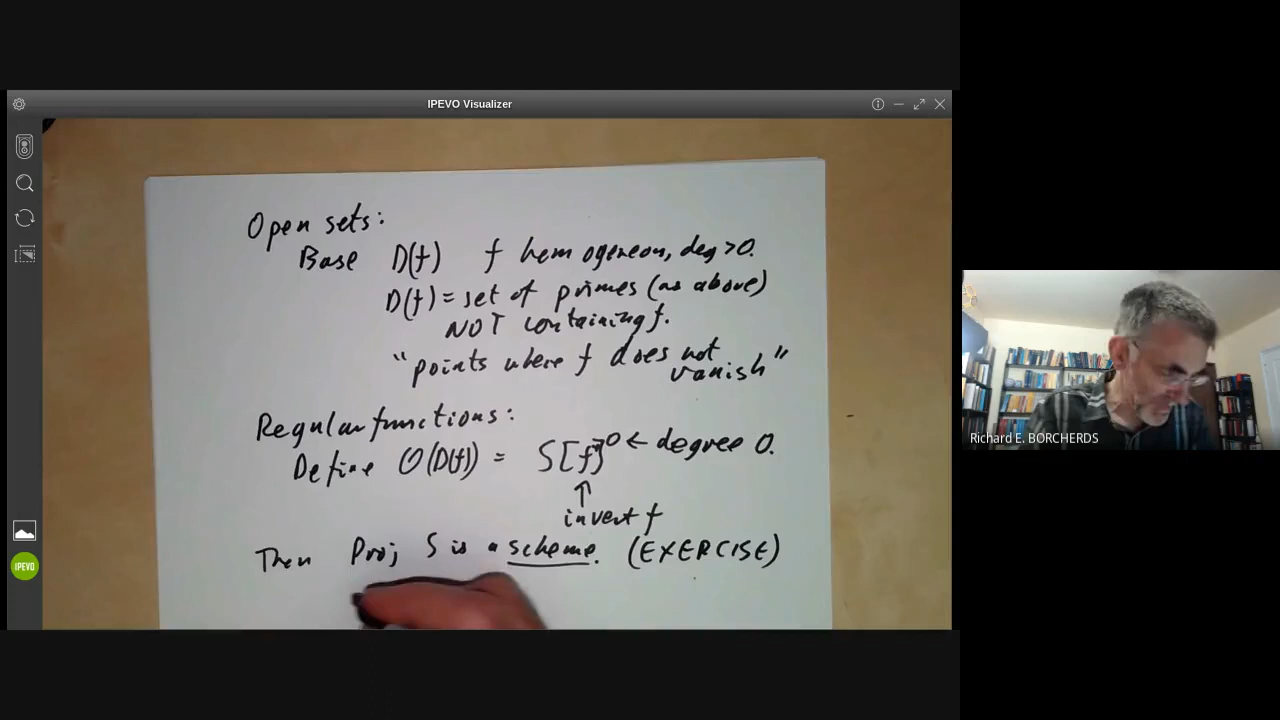 IPEVO Visualizer
Open sets:
Base D(f) f homogeneous, deg > 0.
D(f) = set of primes (as above)
NOT containing f.
"points where f does not
vanish"
Regular functions:
Define O(D(f)) = S[f⁻¹]⁰ ← degree 0.
↑
invert f
Then Proj S is a scheme. (EXERCISE)
IPEVO
Richard E. BORCHERDS